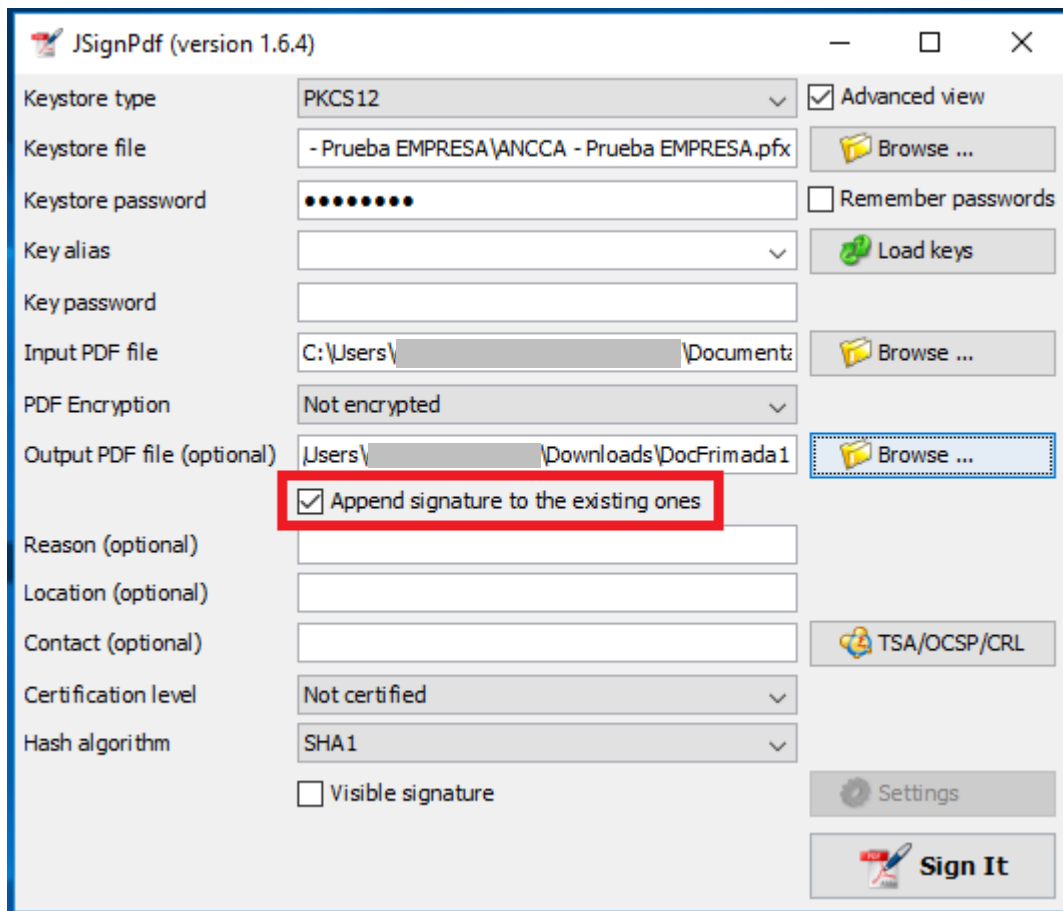 JSignPdf (version 1.6.4)
Keystore type PKCS12 Advanced view
Keystore file - Prueba EMPRESA\ANCCA - Prueba EMPRESA.pfx Browse ...
Keystore password ●●●●●●●● Remember passwords
Key alias Load keys
Key password
Input PDF file C:\Users\ \Documenta Browse ...
PDF Encryption Not encrypted
Output PDF file (optional) Users\ \Downloads\DocFrimada1 Browse ...
Append signature to the existing ones
Reason (optional)
Location (optional)
Contact (optional) TSA/OCSP/CRL
Certification level Not certified
Hash algorithm SHA1
Visible signature Settings
Sign It